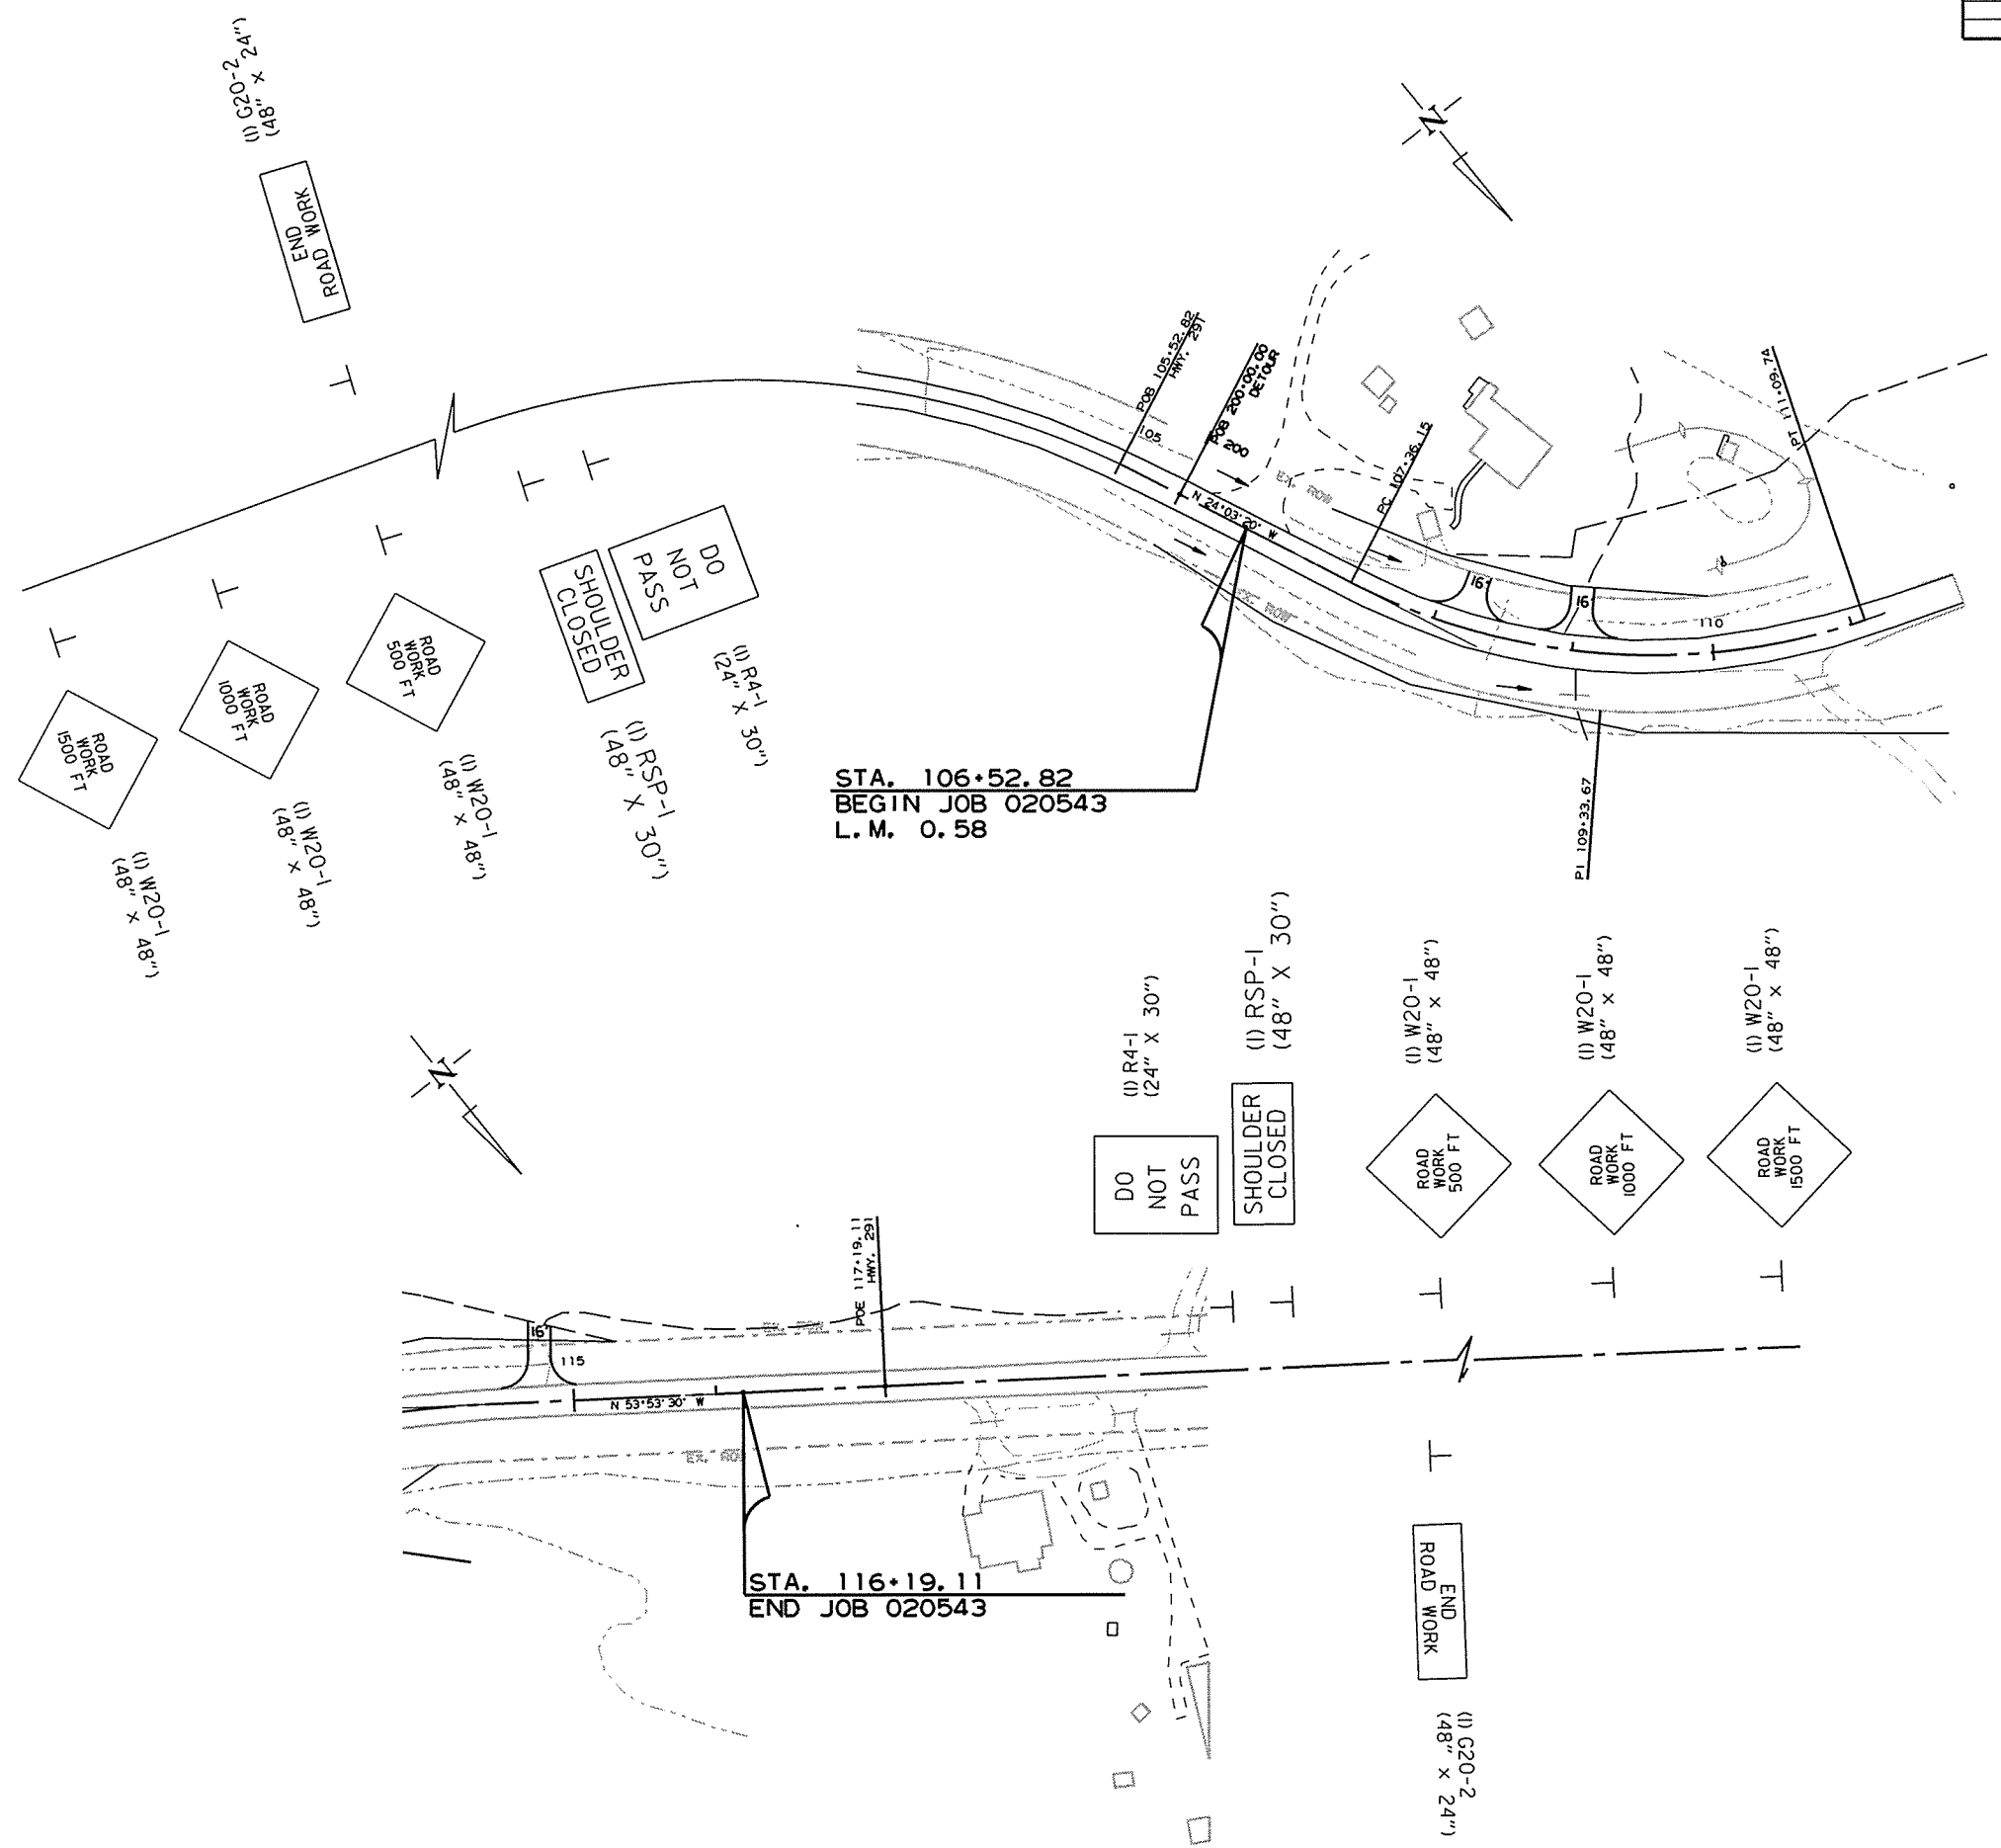 (1) G20-2
(48" X 24")
END
ROAD WORK
N
POB 105+52.82
HWY. 291
105
POB 200+00.00
DETOUR
200
N 24°03'20" W
EX. ROW
PC 107+36.15
16'
16'
110
PT 111+09.74
EX. ROW
PI 109+33.67
STA. 106+52.82
BEGIN JOB 020543
L.M. 0.58
DO
NOT
PASS
(1) R4-1
(24" X 30")
SHOULDER
CLOSED
(1) RSP-1
(48" X 30")
ROAD
WORK
500 FT
(1) W20-1
(48" X 48")
ROAD
WORK
1000 FT
(1) W20-1
(48" X 48")
ROAD
WORK
1500 FT
(1) W20-1
(48" X 48")
N
(1) R4-1
(24" X 30")
DO
NOT
PASS
(1) RSP-1
(48" X 30")
SHOULDER
CLOSED
(1) W20-1
(48" X 48")
ROAD
WORK
500 FT
(1) W20-1
(48" X 48")
ROAD
WORK
1000 FT
(1) W20-1
(48" X 48")
ROAD
WORK
1500 FT
POE 117+19.11
HWY. 291
EX. ROW
16'
115
N 53°53'30" W
EX. ROW
STA. 116+19.11
END JOB 020543
END
ROAD WORK
(1) G20-2
(48" X 24")